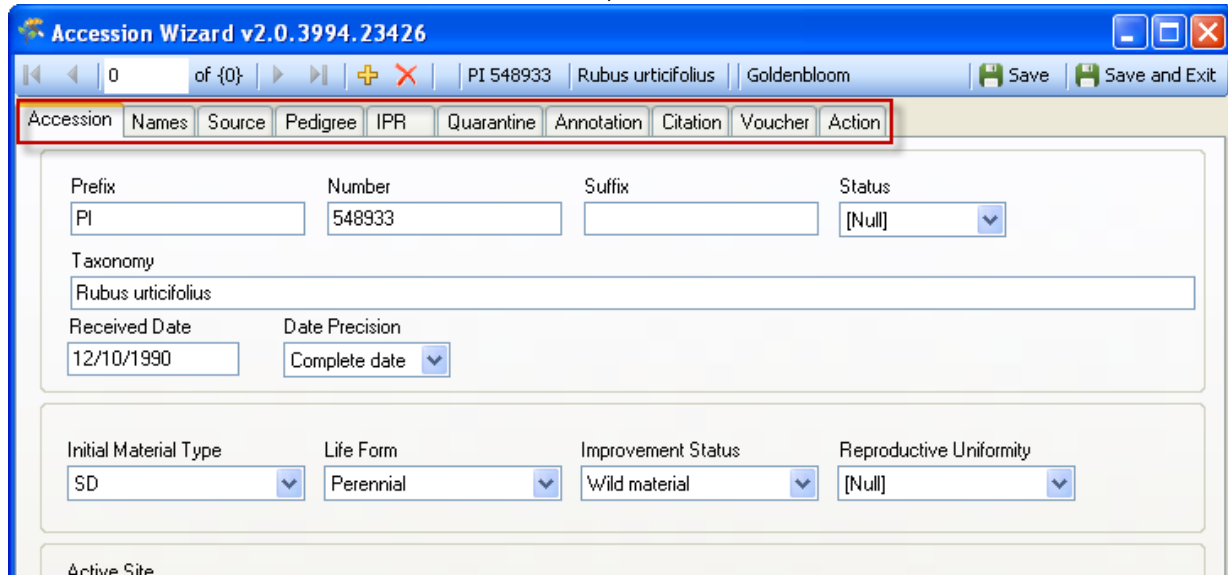 Accession Wizard v2.0.3994.23426
0 of {0} PI 548933 Rubus urticifolius Goldenbloom Save Save and Exit
Accession Names Source Pedigree IPR Quarantine Annotation Citation Voucher Action
Prefix Number Suffix Status
PI 548933 [Null]
Taxonomy
Rubus urticifolius
Received Date Date Precision
12/10/1990 Complete date
Initial Material Type Life Form Improvement Status Reproductive Uniformity
SD Perennial Wild material [Null]
Active Site